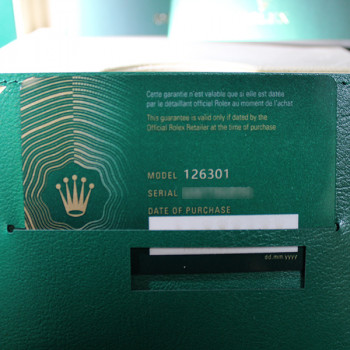 ROLEX
Cette garantie n'est valable que si elle est datée
par le détaillant officiel Rolex au moment de l'achat
This guarantee is valid only if dated by the
Official Rolex Retailer at the time of purchase
MODEL 126301
SERIAL
DATE OF PURCHASE
dd.mm.yyyy